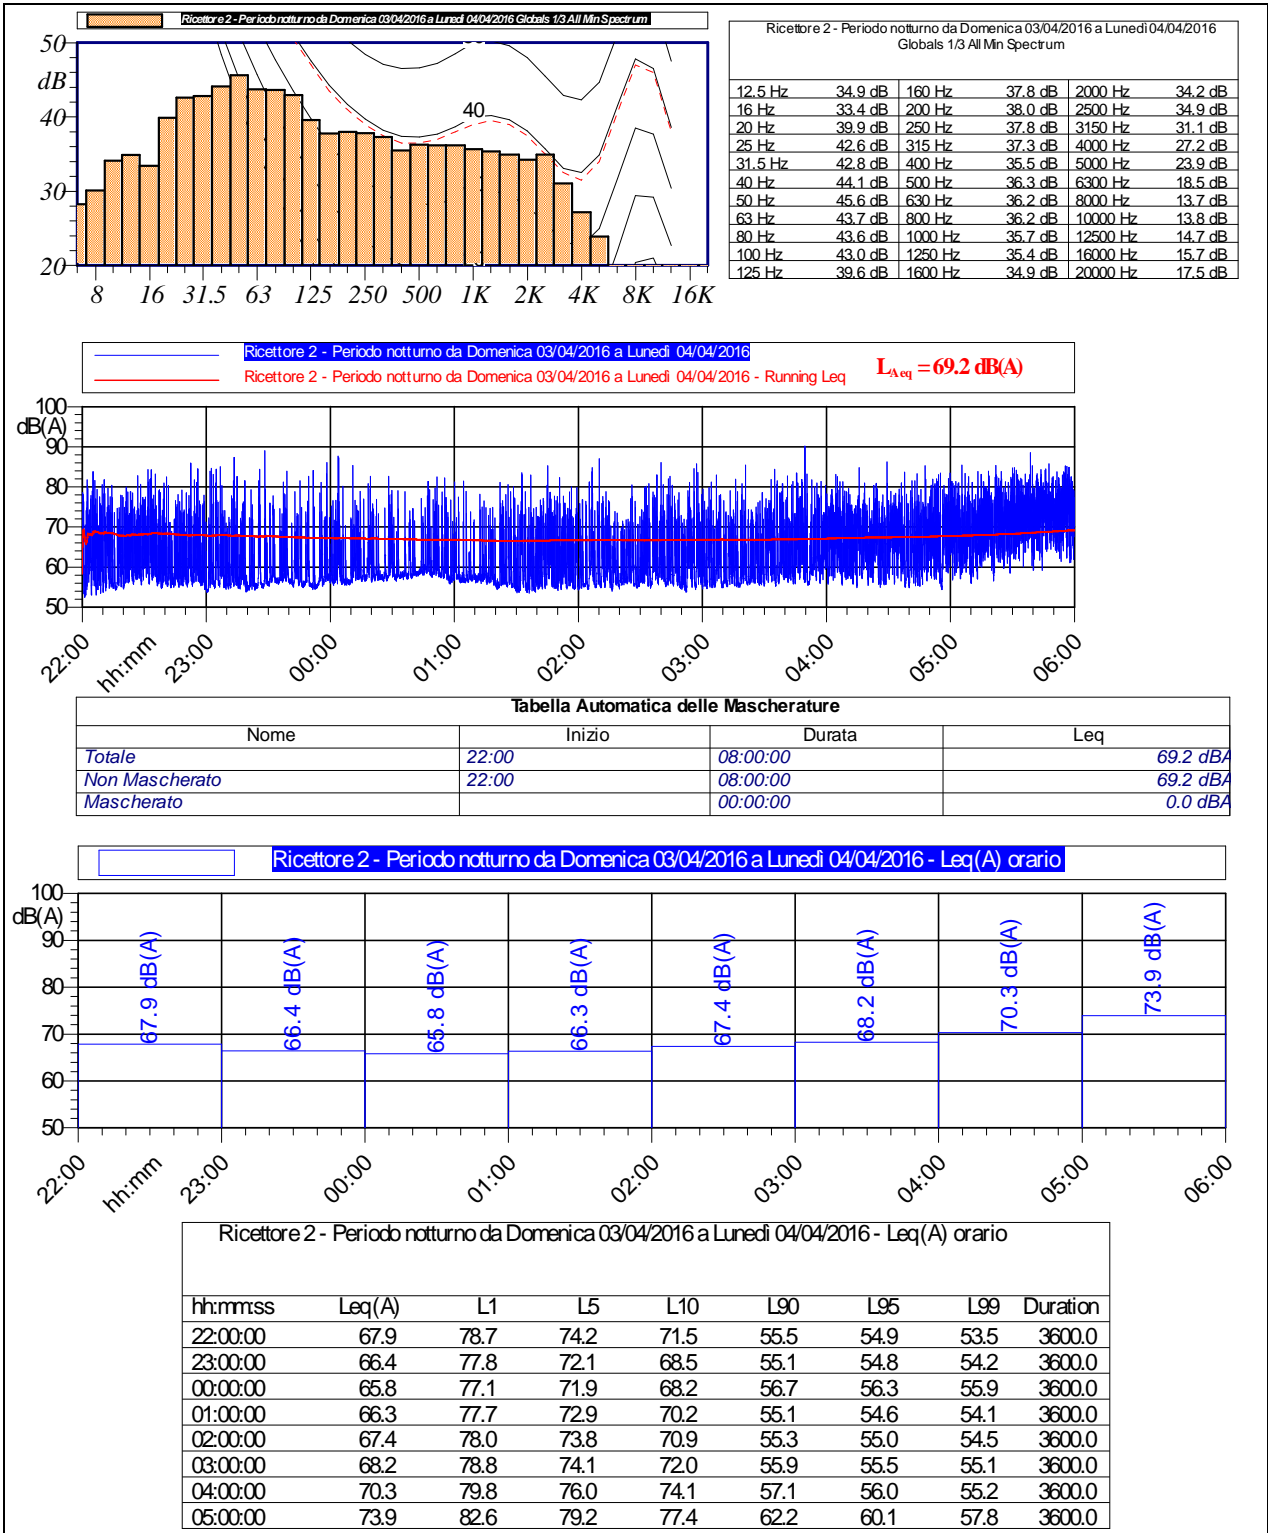 Ricettore 2 - Periodo notturno da Domenica 03/04/2016 a Lunedì 04/04/2016 Globals 1/3 All Min Spectrum
50
dB
40
30
20
40
8 16 31.5 63 125 250 500 1K 2K 4K 8K 16K
Ricettore 2 - Periodo notturno da Domenica 03/04/2016 a Lunedì 04/04/2016
Globals 1/3 All Min Spectrum
12.5 Hz 34.9 dB 160 Hz 37.8 dB 2000 Hz 34.2 dB
16 Hz 33.4 dB 200 Hz 38.0 dB 2500 Hz 34.9 dB
20 Hz 39.9 dB 250 Hz 37.8 dB 3150 Hz 31.1 dB
25 Hz 42.6 dB 315 Hz 37.3 dB 4000 Hz 27.2 dB
31.5 Hz 42.8 dB 400 Hz 35.5 dB 5000 Hz 23.9 dB
40 Hz 44.1 dB 500 Hz 36.3 dB 6300 Hz 18.5 dB
50 Hz 45.6 dB 630 Hz 36.2 dB 8000 Hz 13.7 dB
63 Hz 43.7 dB 800 Hz 36.2 dB 10000 Hz 13.8 dB
80 Hz 43.6 dB 1000 Hz 35.7 dB 12500 Hz 14.7 dB
100 Hz 43.0 dB 1250 Hz 35.4 dB 16000 Hz 15.7 dB
125 Hz 39.6 dB 1600 Hz 34.9 dB 20000 Hz 17.5 dB
Ricettore 2 - Periodo notturno da Domenica 03/04/2016 a Lunedì 04/04/2016
Ricettore 2 - Periodo notturno da Domenica 03/04/2016 a Lunedì 04/04/2016 - Running Leq
LAeq = 69.2 dB(A)
100
dB(A)
90
80
70
60
50
22:00 hh:mm 23:00 00:00 01:00 02:00 03:00 04:00 05:00 06:00
Tabella Automatica delle Mascherature
Nome Inizio Durata Leq
Totale 22:00 08:00:00 69.2 dBA
Non Mascherato 22:00 08:00:00 69.2 dBA
Mascherato 00:00:00 0.0 dBA
Ricettore 2 - Periodo notturno da Domenica 03/04/2016 a Lunedì 04/04/2016 - Leq(A) orario
100
dB(A)
90
80
70
60
50
67.9 dB(A)
66.4 dB(A)
65.8 dB(A)
66.3 dB(A)
67.4 dB(A)
68.2 dB(A)
70.3 dB(A)
73.9 dB(A)
22:00 hh:mm 23:00 00:00 01:00 02:00 03:00 04:00 05:00 06:00
Ricettore 2 - Periodo notturno da Domenica 03/04/2016 a Lunedì 04/04/2016 - Leq(A) orario
hh:mm:ss Leq(A) L1 L5 L10 L90 L95 L99 Duration
22:00:00 67.9 78.7 74.2 71.5 55.5 54.9 53.5 3600.0
23:00:00 66.4 77.8 72.1 68.5 55.1 54.8 54.2 3600.0
00:00:00 65.8 77.1 71.9 68.2 56.7 56.3 55.9 3600.0
01:00:00 66.3 77.7 72.9 70.2 55.1 54.6 54.1 3600.0
02:00:00 67.4 78.0 73.8 70.9 55.3 55.0 54.5 3600.0
03:00:00 68.2 78.8 74.1 72.0 55.9 55.5 55.1 3600.0
04:00:00 70.3 79.8 76.0 74.1 57.1 56.0 55.2 3600.0
05:00:00 73.9 82.6 79.2 77.4 62.2 60.1 57.8 3600.0